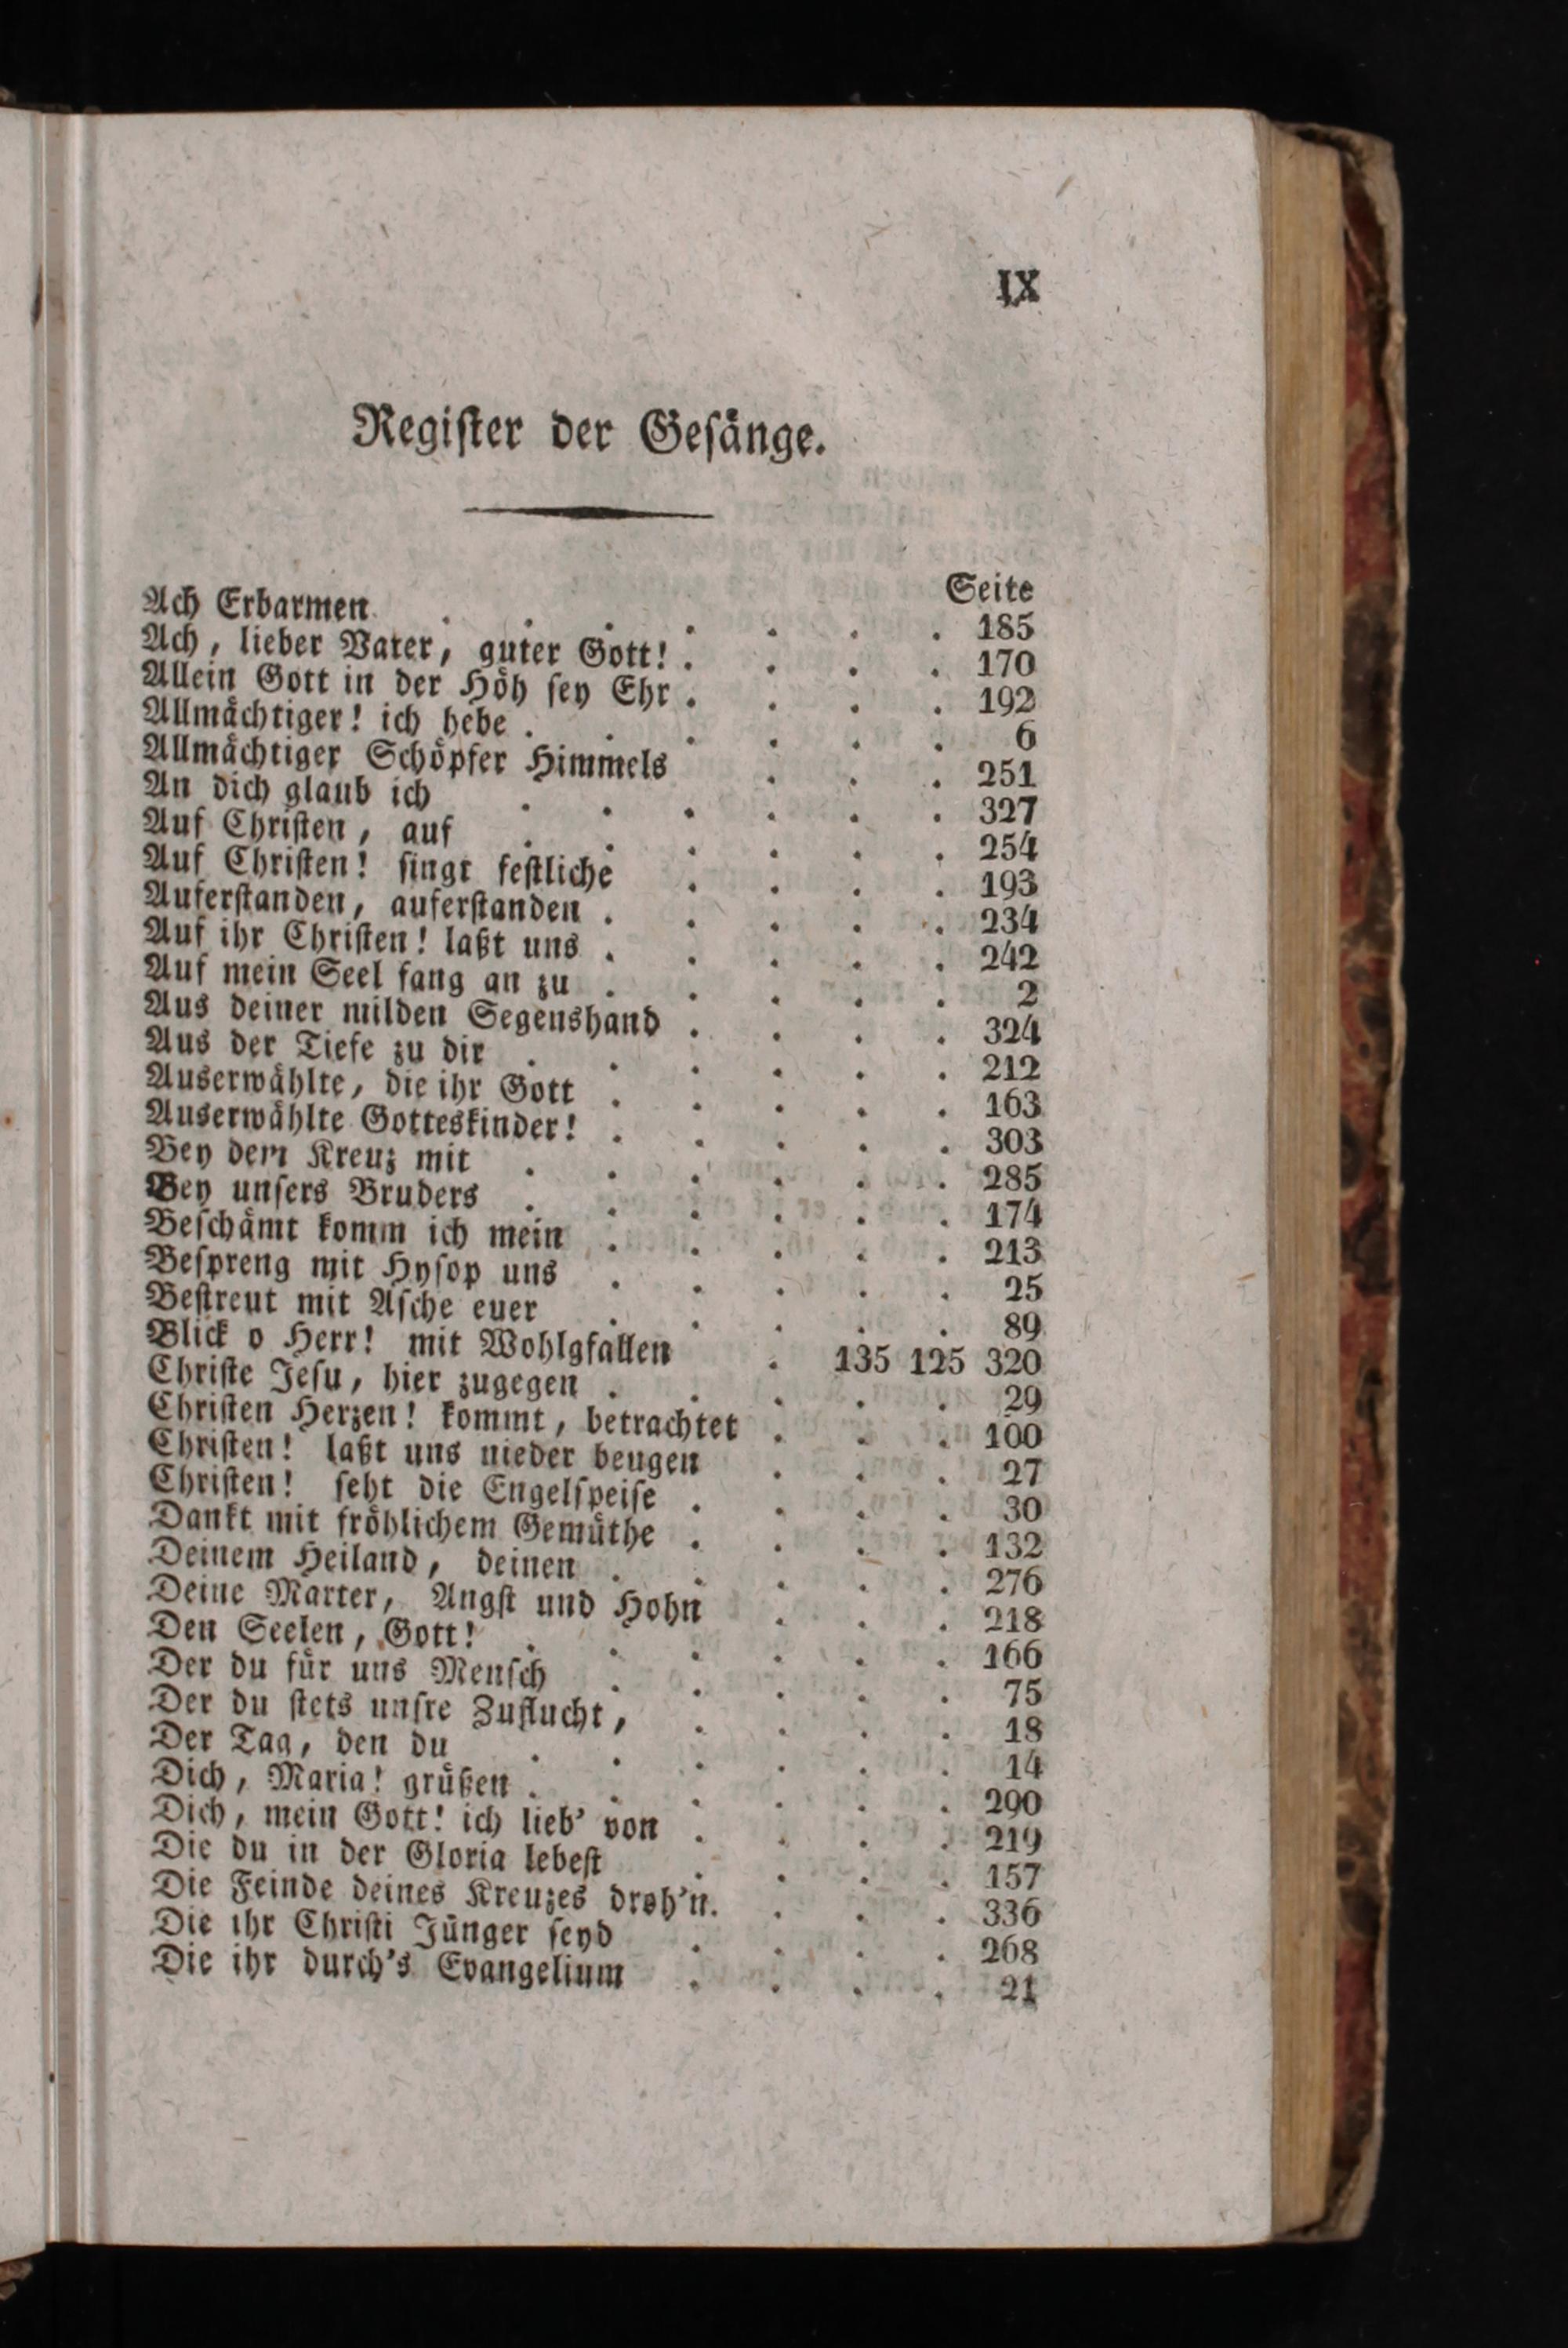 IX
Regiſter der Geſänge.
Seite
Ach Erbarmen . . . . . . . 185
Ach, lieber Vater, guter Gott! . . . . 170
Allein Gott in der Höh ſey Ehr . . . . 192
Allmächtiger! ich hebe . . . . . . 6
Allmächtiger Schöpfer Himmels . . . 251
An dich glaub ich . . . . . . 327
Auf Chriſten, auf . . . . . . 254
Auf Chriſten! ſingt feſtliche . . . . 193
Auferſtanden, auferſtanden . . . . . 234
Auf ihr Chriſten! laßt uns . . . . . 242
Auf mein Seel fang an zu . . . . . 2
Aus deiner milden Segenshand . . . . 324
Aus der Tiefe zu dir . . . . . . 212
Auserwählte, die ihr Gott . . . . . 163
Auserwählte Gotteskinder! . . . . . 303
Bey dem Kreuz mit . . . . . . 285
Bey unſers Bruders . . . . . . 174
Beſchämt komm ich mein . . . . . 213
Beſpreng mit Hyſop uns . . . . . 25
Beſtreut mit Aſche euer . . . . . 89
Blick o Herr! mit Wohlgfallen . 135 125 320
Chriſte Jeſu, hier zugegen . . . . . 29
Chriſten Herzen! kommt, betrachtet . . . 100
Chriſten! laßt uns nieder beugen . . . 27
Chriſten! ſeht die Engelſpeiſe . . . . 30
Dankt mit fröhlichem Gemüthe . . . . 132
Deinem Heiland, deinen . . . . . 276
Deine Marter, Angſt und Hohn . . . 218
Den Seelen, Gott! . . . . . . 166
Der du für uns Menſch . . . . . 75
Der du ſtets unſre Zuflucht, . . . . 18
Der Tag, den du . . . . . . 14
Dich, Maria! grüßen . . . . . . 290
Dich, mein Gott! ich lieb' von . . . . 219
Die du in der Gloria lebeſt . . . . 157
Die Feinde deines Kreuzes droh'n. . . . 336
Die ihr Chriſti Jünger ſeyd . . . . 268
Die ihr durch's Evangelium . . . . 21